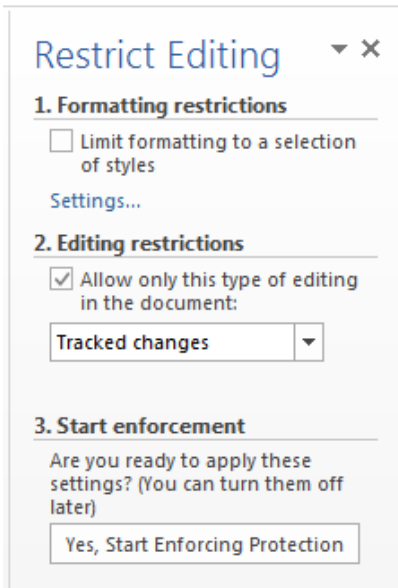 Restrict Editing
1. Formatting restrictions
Limit formatting to a selection
of styles
Settings...
2. Editing restrictions
Allow only this type of editing
in the document:
Tracked changes
3. Start enforcement
Are you ready to apply these
settings? (You can turn them off
later)
Yes, Start Enforcing Protection